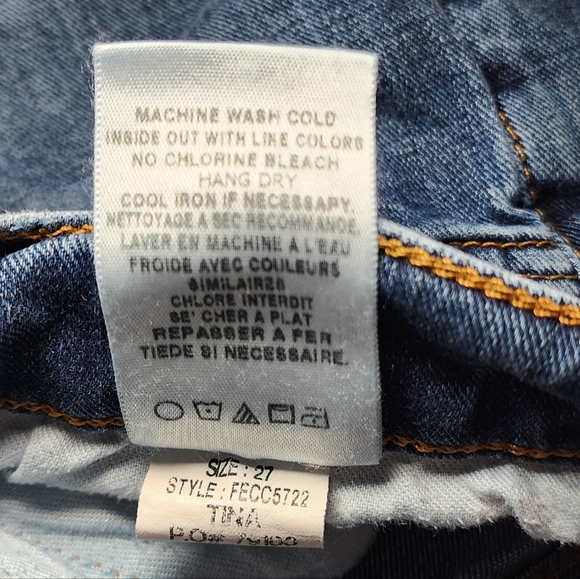 MACHINE WASH COLD
INSIDE OUT WITH LIKE COLORS
NO CHLORINE BLEACH
HANG DRY
COOL IRON IF NECESSARY.
NETTOYAGE A SEC RECOMMANDE.
LAVER EN MACHINE A L'EAU
FROIDE AVEC COULEURS
SIMILAIRES
CHLORE INTERDIT
SE' CHER A PLAT
REPASSER A FER
TIEDE SI NECESSAIRE.
SIZE : 27
STYLE : FECC5722
TINA
P.O#